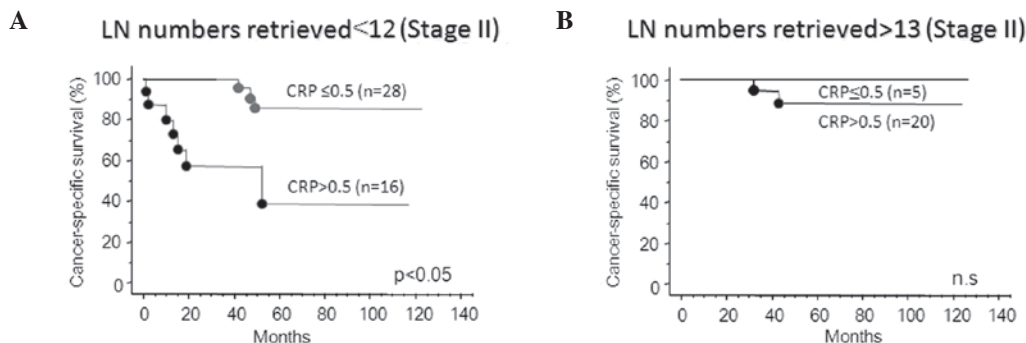 A
LN numbers retrieved<12 (Stage II)
Cancer-specific survival (%)
100
80
60
40
20
0
CRP ≤0.5 (n=28)
CRP>0.5 (n=16)
p<0.05
0 20 40 60 80 100 120 140
Months
B
LN numbers retrieved>13 (Stage II)
Cancer-specific survival (%)
100
80
60
40
20
0
CRP≤0.5 (n=5)
CRP>0.5 (n=20)
n.s
0 20 40 60 80 100 120 140
Months